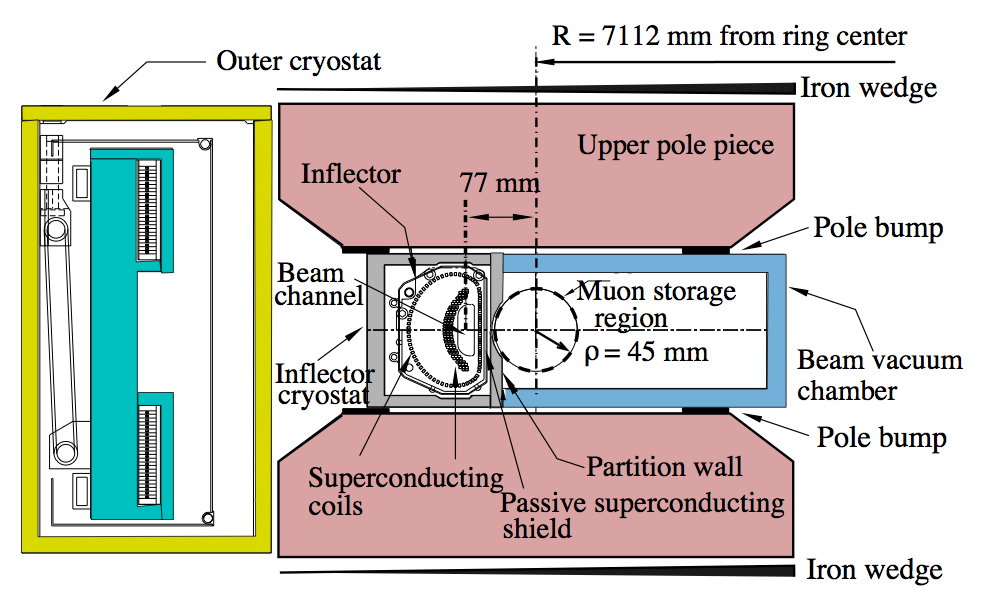 R = 7112 mm from ring center
Outer cryostat
Iron wedge
Upper pole piece
Inflector
77 mm
Pole bump
Beam
channel
Muon storage
region
ρ = 45 mm
Inflector
cryostat
Beam vacuum
chamber
Pole bump
Superconducting
coils
Partition wall
Passive superconducting
shield
Iron wedge